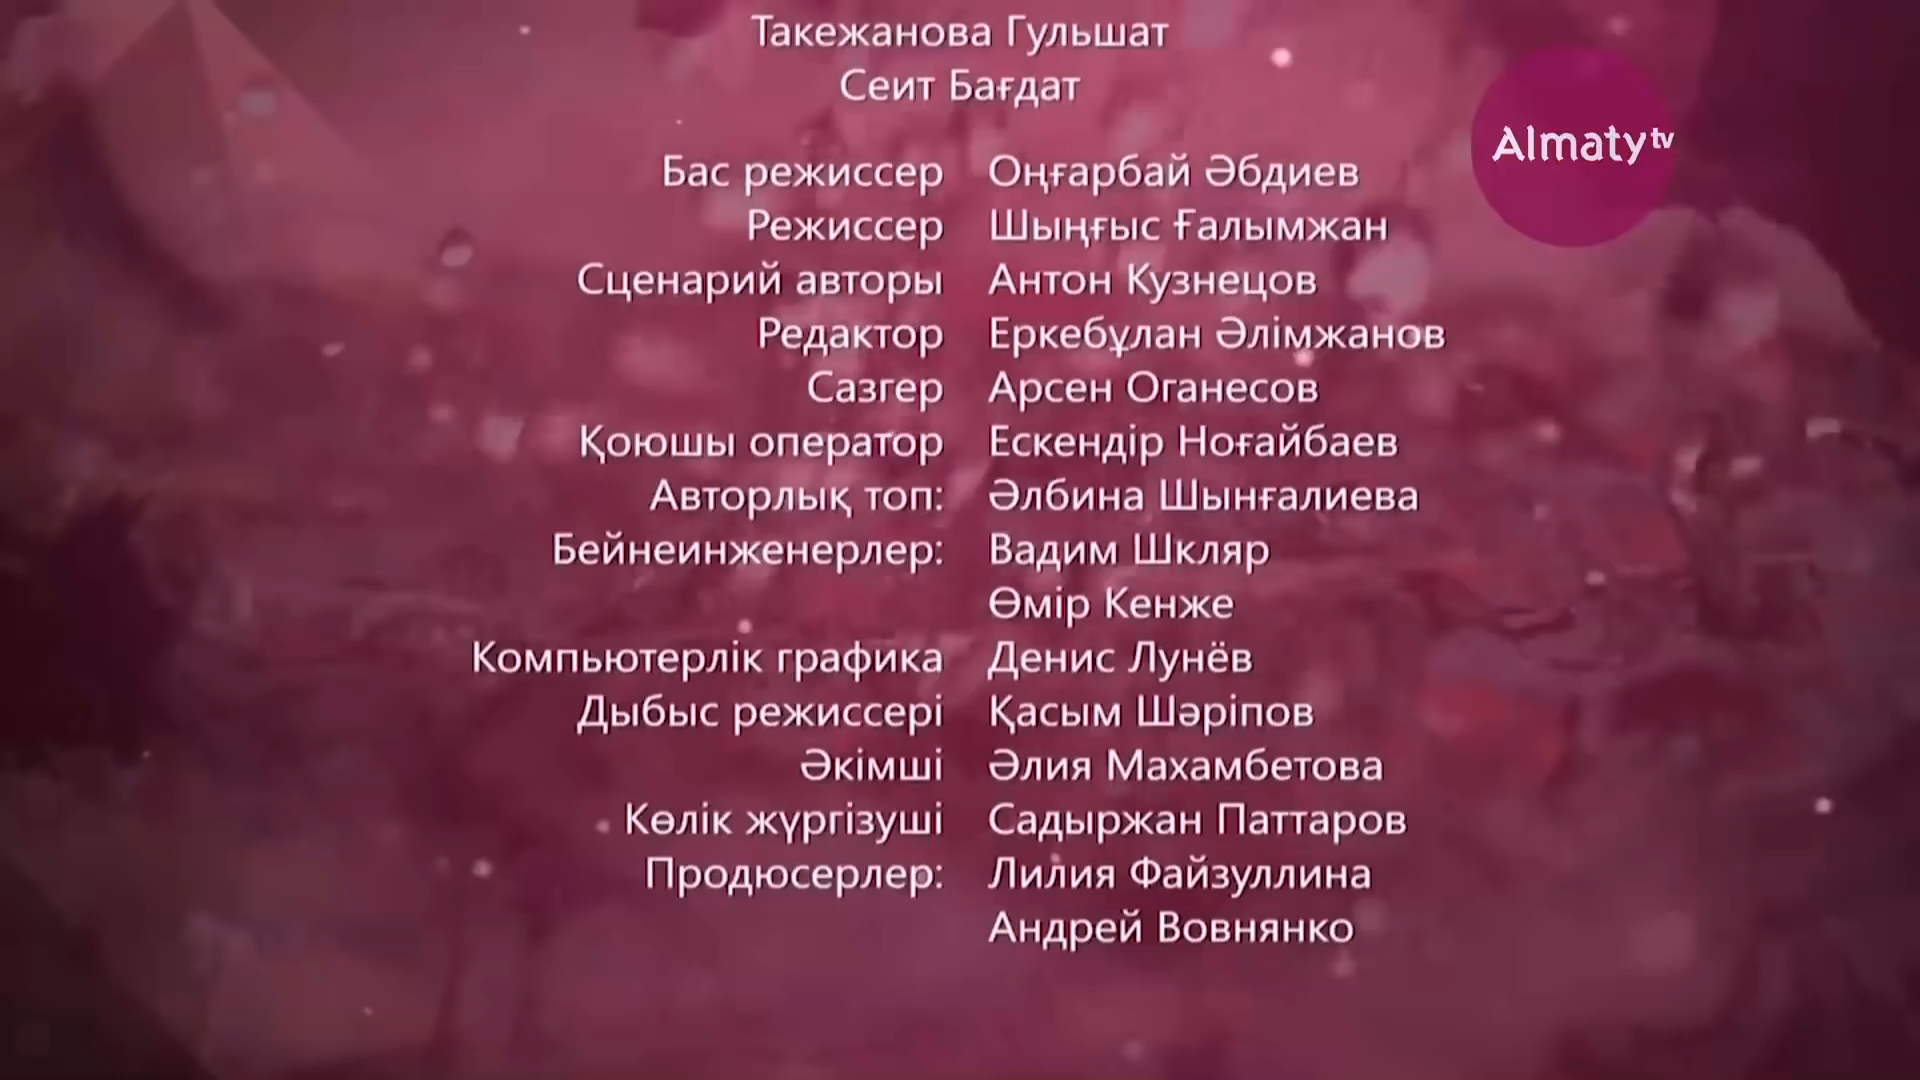 Такежанова Гульшат
Сеит Бағдат
Almaty tv
Бас режиссер Оңғарбай Әбдиев
Режиссер Шыңғыс Ғалымжан
Сценарий авторы Антон Кузнецов
Редактор Еркебұлан Әлімжанов
Сазгер Арсен Оганесов
Қоюшы оператор Ескендір Ноғайбаев
Авторлық топ: Әлбина Шынғалиева
Бейнеинженерлер: Вадим Шкляр
Өмір Кенже
Компьютерлік графика Денис Лунёв
Дыбыс режиссері Қасым Шәріпов
Әкімші Әлия Махамбетова
Көлік жүргізуші Садыржан Паттаров
Продюсерлер: Лилия Файзуллина
Андрей Вовнянко